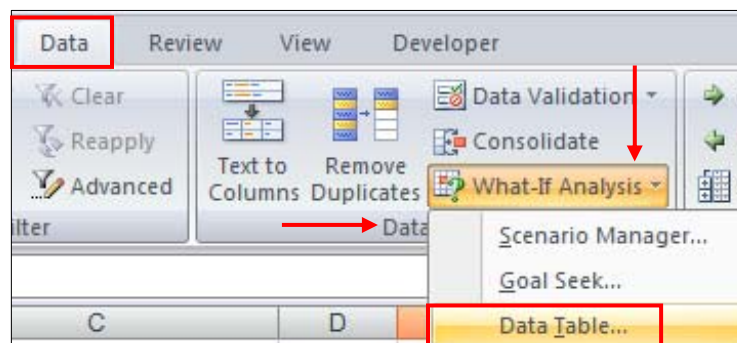 Data Review View Developer
Clear
Reapply
Advanced
ilter
Text to
Columns
Remove
Duplicates
Data Validation
Consolidate
What-If Analysis
Data
Scenario Manager...
Goal Seek...
Data Table...
C D